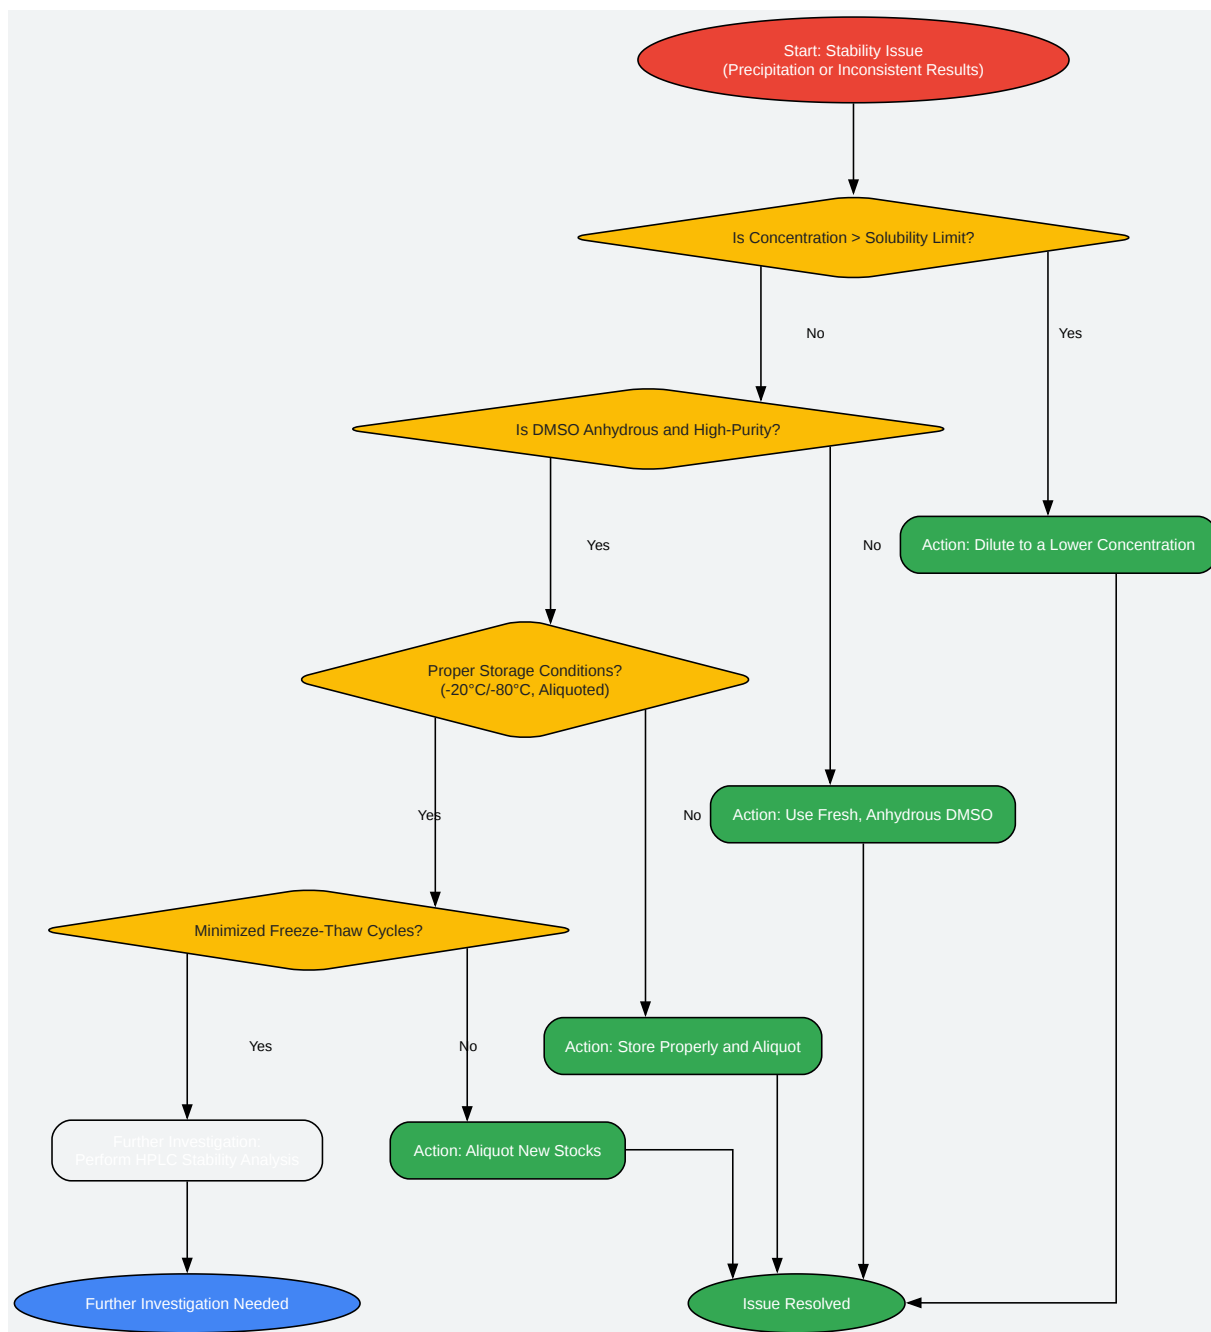 Start: Stability Issue
(Precipitation or Inconsistent Results)
Is Concentration > Solubility Limit?
No
Yes
Is DMSO Anhydrous and High-Purity?
Yes
No
Action: Dilute to a Lower Concentration
Proper Storage Conditions?
(-20°C/-80°C, Aliquoted)
Yes
No
Action: Use Fresh, Anhydrous DMSO
Minimized Freeze-Thaw Cycles?
Yes
No
Action: Store Properly and Aliquot
Further Investigation
Perform HPLC Stability Analysis
Action: Aliquot New Stocks
Further Investigation Needed
Issue Resolved